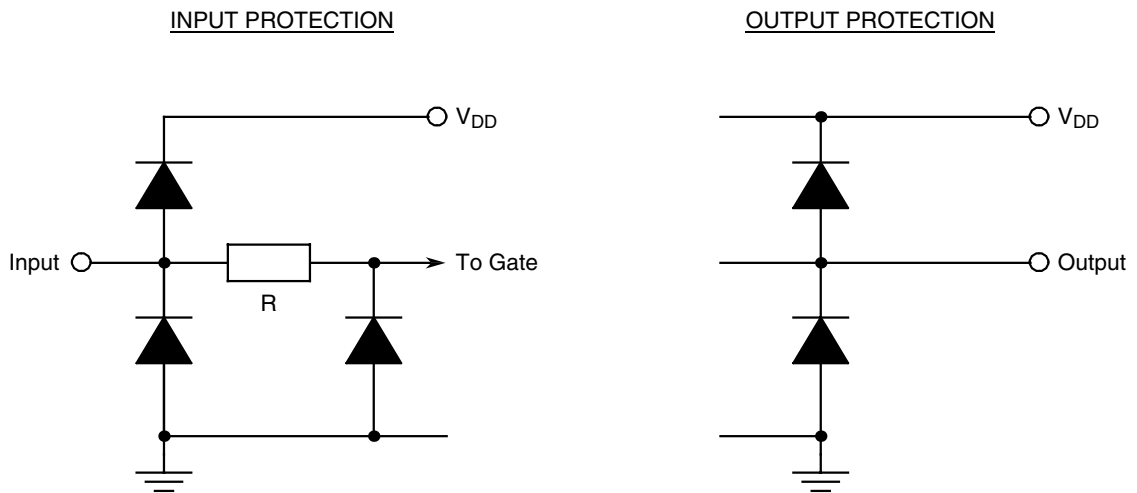 INPUT PROTECTION
V_DD
Input
To Gate
R
OUTPUT PROTECTION
V_DD
Output